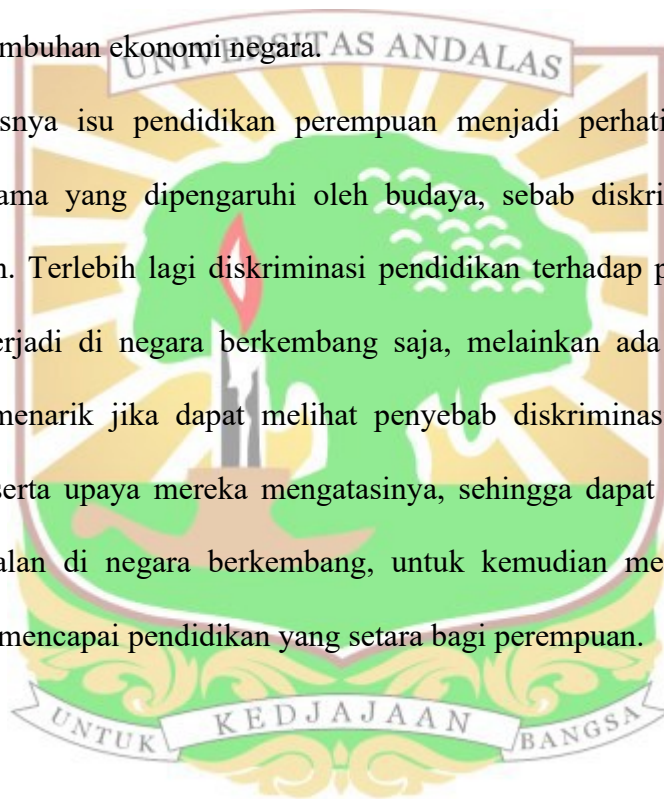 mbuhan ekonomi negara.
UNIVERSITAS ANDALAS
snya isu pendidikan perempuan menjadi perhati
ama yang dipengaruhi oleh budaya, sebab diskri
n. Terlebih lagi diskriminasi pendidikan terhadap p
erjadi di negara berkembang saja, melainkan ada
menarik jika dapat melihat penyebab diskriminas
serta upaya mereka mengatasinya, sehingga dapat
alan di negara berkembang, untuk kemudian me
mencapai pendidikan yang setara bagi perempuan.
UNTUK KEDJAJAAN BANGSA